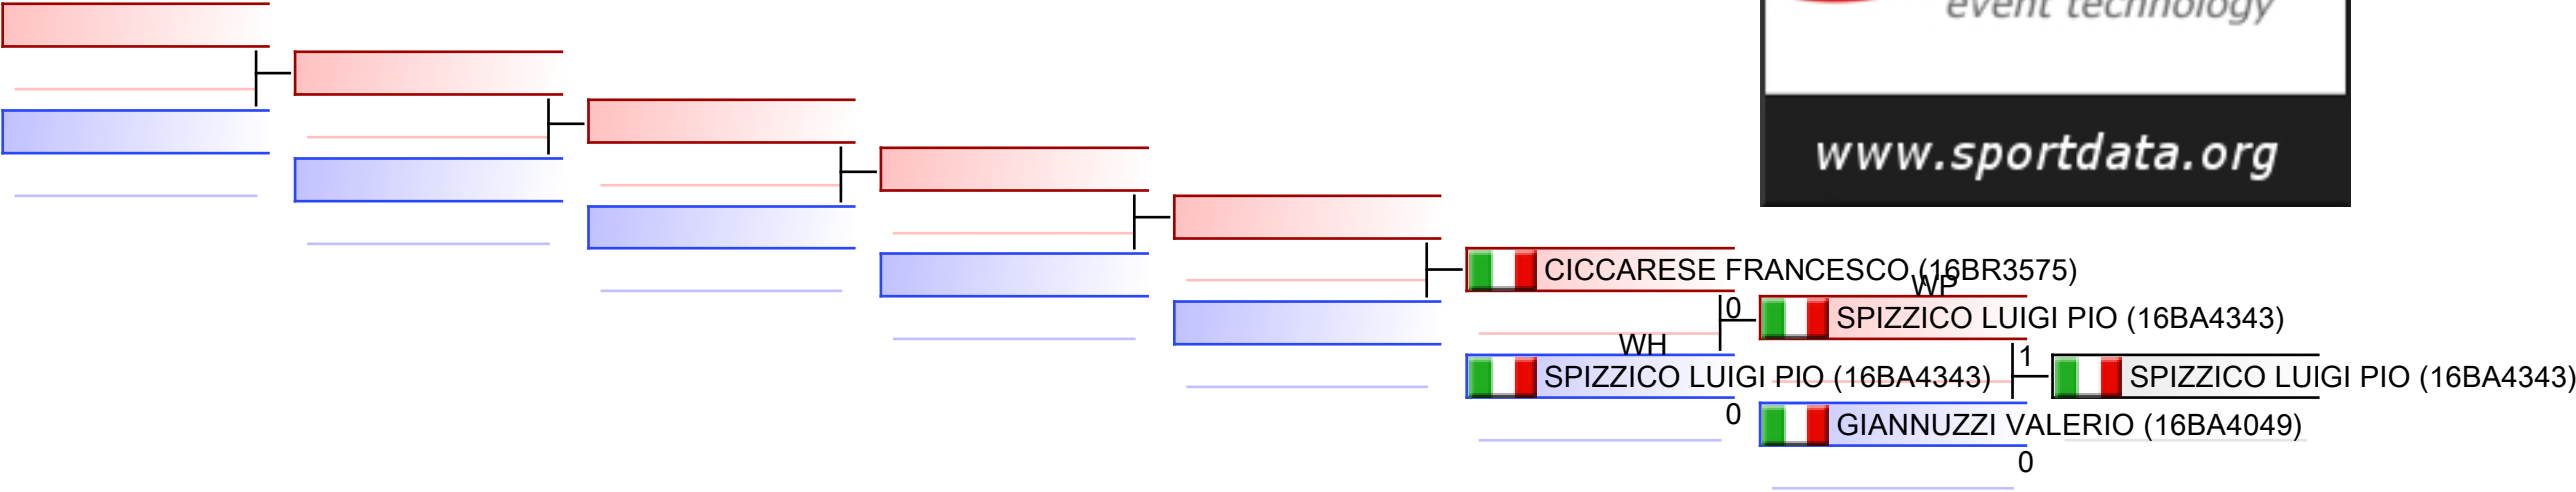 event technology
www.sportdata.org
CICCARESE FRANCESCO (16BR3575)
WP
0
SPIZZICO LUIGI PIO (16BA4343)
WH
1
SPIZZICO LUIGI PIO (16BA4343)
SPIZZICO LUIGI PIO (16BA4343)
0
GIANNUZZI VALERIO (16BA4049)
0